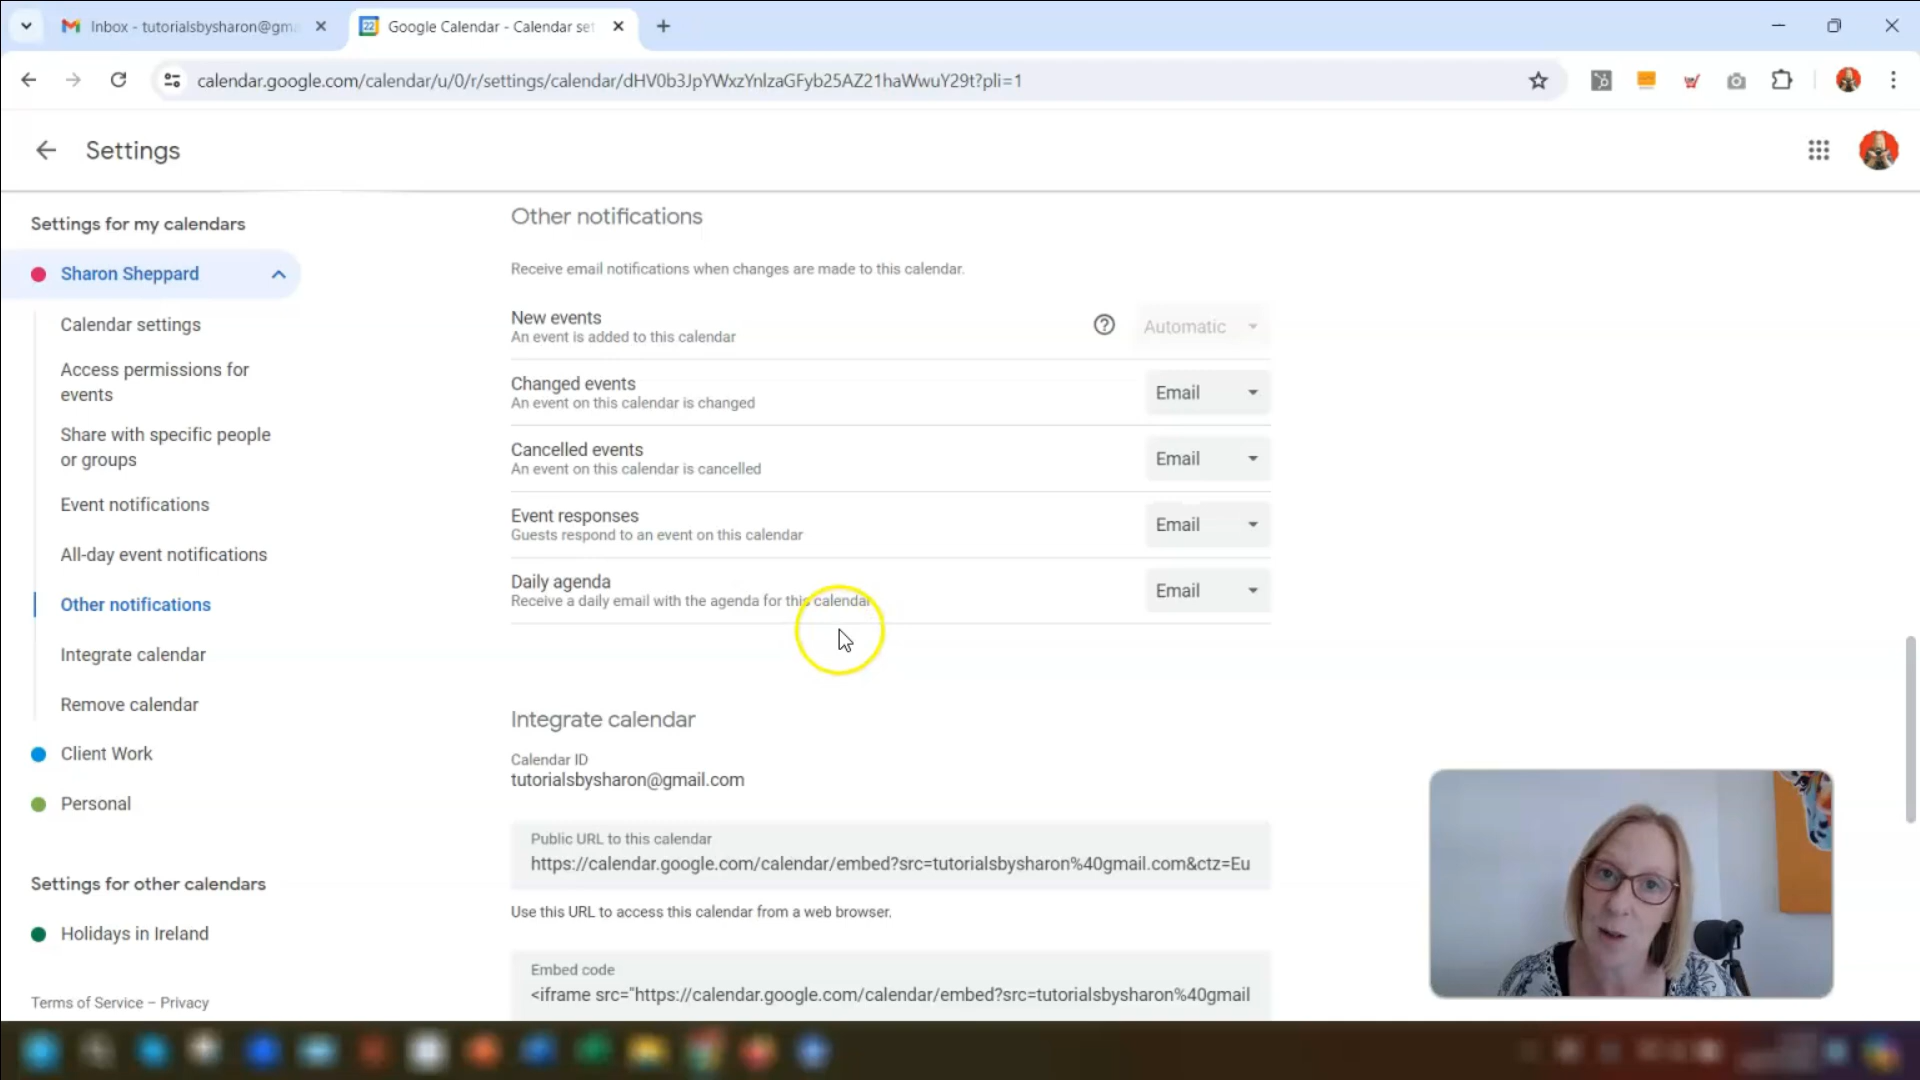 Inbox - tutorialsbysharon@gm
Google Calendar - Calendar set
calendar.google.com/calendar/u/0/r/settings/calendar/dHV0b3JpYWxzYnlzaGFyb25AZ21haWwuY29t?pli=1
Settings
Settings for my calendars
Sharon Sheppard
Calendar settings
Access permissions for
events
Share with specific people
or groups
Event notifications
All-day event notifications
Other notifications
Integrate calendar
Remove calendar
Client Work
Personal
Settings for other calendars
Holidays in Ireland
Terms of Service – Privacy
Other notifications
Receive email notifications when changes are made to this calendar.
New events
An event is added to this calendar
Automatic
Changed events
An event on this calendar is changed
Email
Cancelled events
An event on this calendar is cancelled
Email
Event responses
Guests respond to an event on this calendar
Email
Daily agenda
Receive a daily email with the agenda for this calendar
Email
Integrate calendar
Calendar ID
tutorialsbysharon@gmail.com
Public URL to this calendar
https://calendar.google.com/calendar/embed?src=tutorialsbysharon%40gmail.com&ctz=Eu
Use this URL to access this calendar from a web browser.
Embed code
<iframe src="https://calendar.google.com/calendar/embed?src=tutorialsbysharon%40gmail